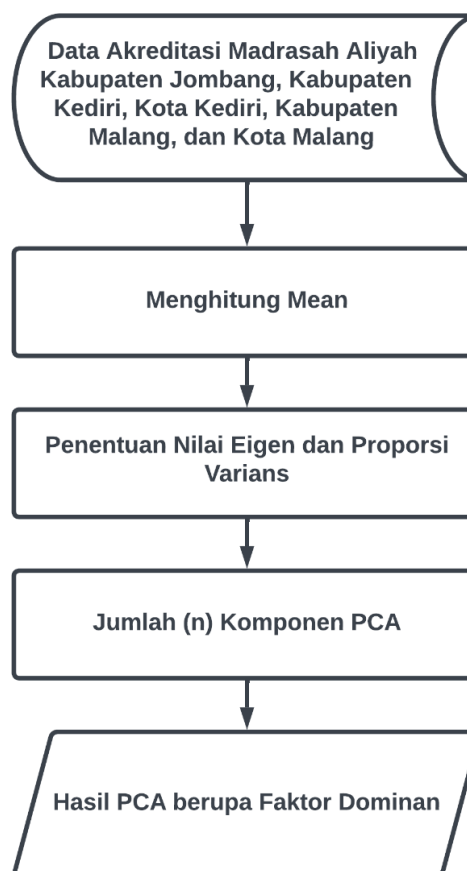 Data Akreditasi Madrasah Aliyah
Kabupaten Jombang, Kabupaten
Kediri, Kota Kediri, Kabupaten
Malang, dan Kota Malang
Menghitung Mean
Penentuan Nilai Eigen dan Proporsi
Varians
Jumlah (n) Komponen PCA
Hasil PCA berupa Faktor Dominan